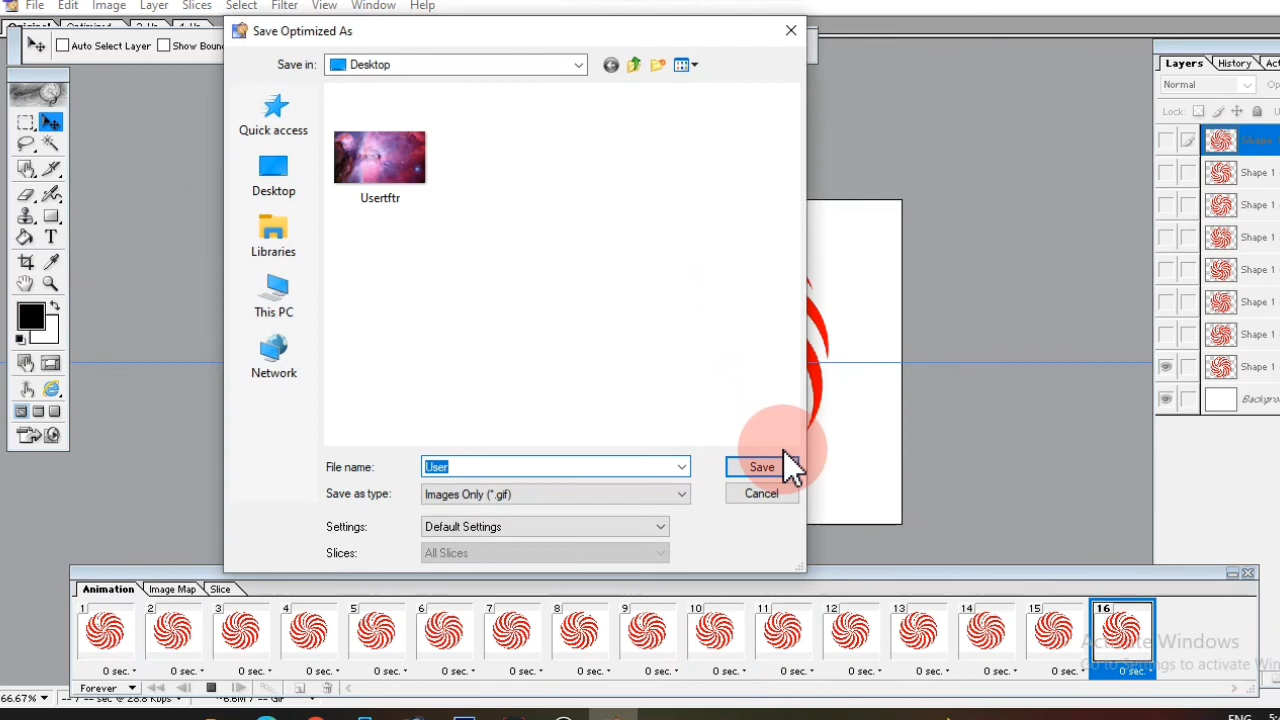 File Edit Image Layer Slices Select Filter View Window Help
Save Optimized As
Auto Select Layer Show
Save in: Desktop
Layers History
Normal
Lock:
Quick access
Desktop
Libraries
This PC
Network
Usertftr
Shape
Shape 1
Shape 1
Shape 1
Shape 1
Shape 1
Shape 1
Shape 1
File name: User Save
Save as type: Images Only (*.gif) Cancel
Settings: Default Settings
Slices: All Slices
Animation Image Map Slice
1 2 3 4 5 6 7 8 9 10 11 12 13 14 15 16
0 sec. 0 sec. 0 sec. 0 sec. 0 sec. 0 sec. 0 sec. 0 sec. 0 sec. 0 sec. 0 sec. 0 sec. 0 sec. 0 sec. 0 sec. 0 sec.
Activate Windows
Go to Settings to activate
Forever
66.67%
ENG